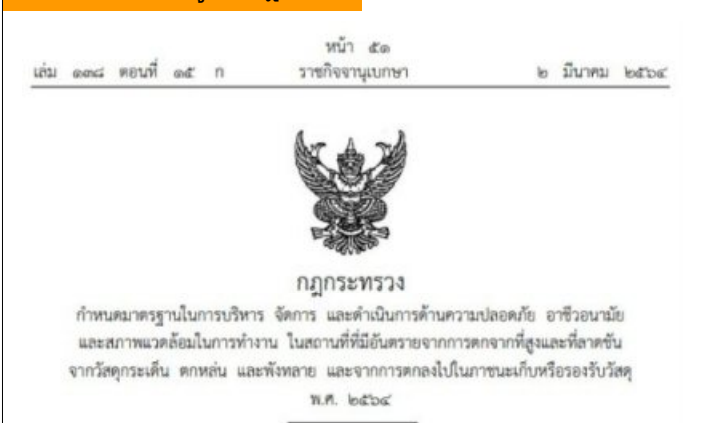 หน้า ๕๑
เล่ม ๑๓๘ ตอนที่ ๑๕ ก ราชกิจจานุเบกษา ๒ มีนาคม ๒๕๖๔
กฎกระทรวง
กำหนดมาตรฐานในการบริหาร จัดการ และดำเนินการด้านความปลอดภัย อาชีวอนามัย
และสภาพแวดล้อมในการทำงาน ในสถานที่ที่มีอันตรายจากการตกจากที่สูงและที่ลาดชัน
จากวัสดุกระเด็น ตกหล่น และพังทลาย และจากการตกลงไปในภาชนะเก็บหรือรองรับวัสดุ
พ.ศ. ๒๕๖๔